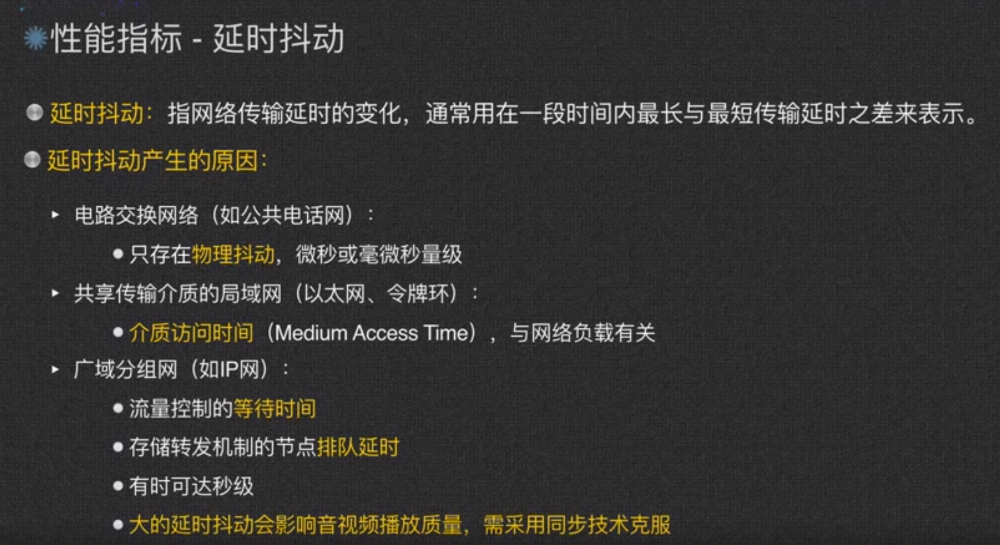 性能指标 - 延时抖动
延时抖动：指网络传输延时的变化，通常用在一段时间内最长与最短传输延时之差来表示。
延时抖动产生的原因：
电路交换网络（如公共电话网）：
只存在物理抖动，微秒或毫微秒量级
共享传输介质的局域网（以太网、令牌环）：
介质访问时间（Medium Access Time），与网络负载有关
广域分组网（如IP网）：
流量控制的等待时间
存储转发机制的节点排队延时
有时可达秒级
大的延时抖动会影响音视频播放质量，需采用同步技术克服